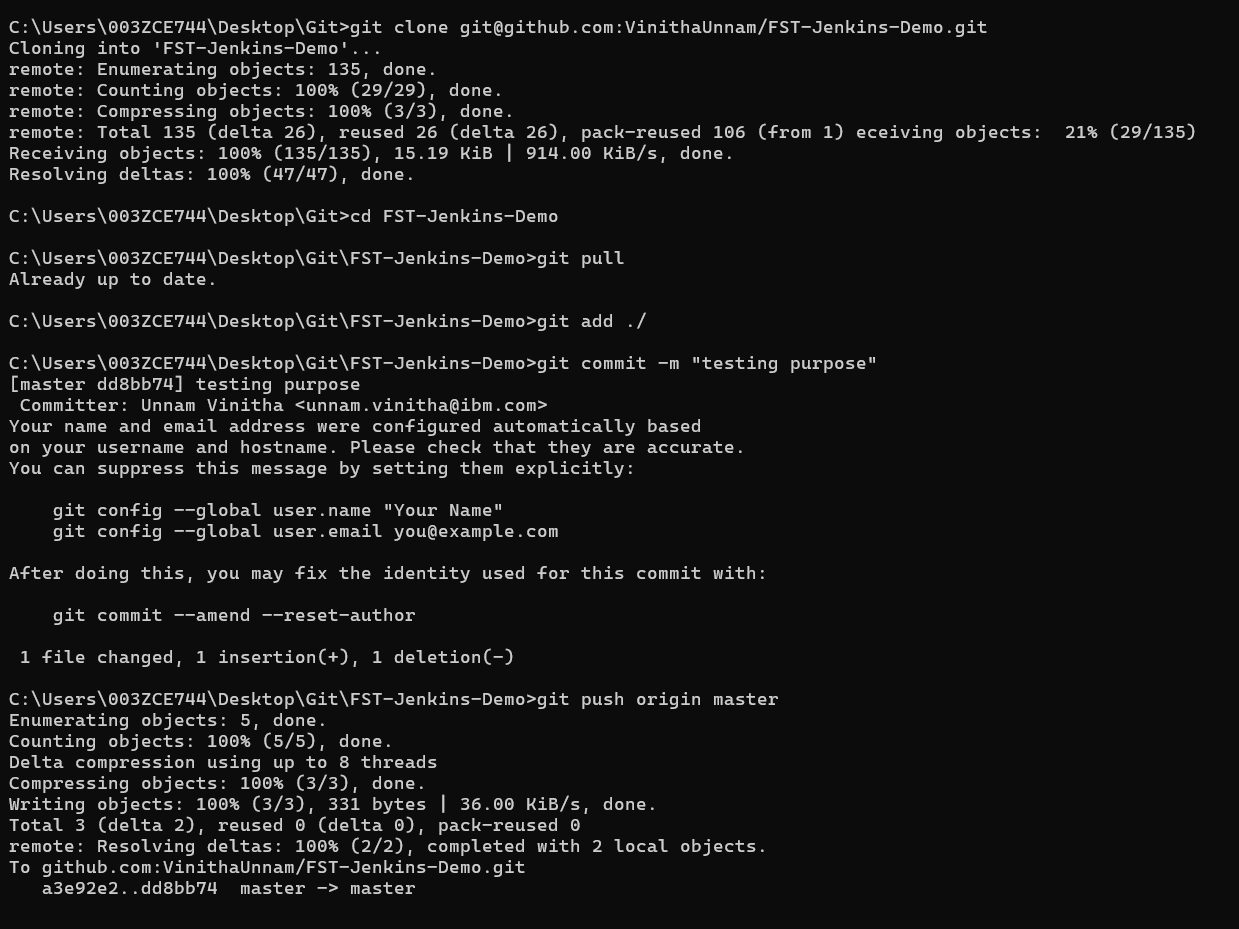 C:\Users\003ZCE744\Desktop\Git>git clone git@github.com:VinithaUnnam/FST-Jenkins-Demo.git
Cloning into 'FST-Jenkins-Demo'...
remote: Enumerating objects: 135, done.
remote: Counting objects: 100% (29/29), done.
remote: Compressing objects: 100% (3/3), done.
remote: Total 135 (delta 26), reused 26 (delta 26), pack-reused 106 (from 1) eceiving objects:  21% (29/135)
Receiving objects: 100% (135/135), 15.19 KiB | 914.00 KiB/s, done.
Resolving deltas: 100% (47/47), done.

C:\Users\003ZCE744\Desktop\Git>cd FST-Jenkins-Demo

C:\Users\003ZCE744\Desktop\Git\FST-Jenkins-Demo>git pull
Already up to date.

C:\Users\003ZCE744\Desktop\Git\FST-Jenkins-Demo>git add ./

C:\Users\003ZCE744\Desktop\Git\FST-Jenkins-Demo>git commit -m "testing purpose"
[master dd8bb74] testing purpose
 Committer: Unnam Vinitha <unnam.vinitha@ibm.com>
Your name and email address were configured automatically based
on your username and hostname. Please check that they are accurate.
You can suppress this message by setting them explicitly:

    git config --global user.name "Your Name"
    git config --global user.email you@example.com

After doing this, you may fix the identity used for this commit with:

    git commit --amend --reset-author

 1 file changed, 1 insertion(+), 1 deletion(-)

C:\Users\003ZCE744\Desktop\Git\FST-Jenkins-Demo>git push origin master
Enumerating objects: 5, done.
Counting objects: 100% (5/5), done.
Delta compression using up to 8 threads
Compressing objects: 100% (3/3), done.
Writing objects: 100% (3/3), 331 bytes | 36.00 KiB/s, done.
Total 3 (delta 2), reused 0 (delta 0), pack-reused 0
remote: Resolving deltas: 100% (2/2), completed with 2 local objects.
To github.com:VinithaUnnam/FST-Jenkins-Demo.git
   a3e92e2..dd8bb74  master -> master